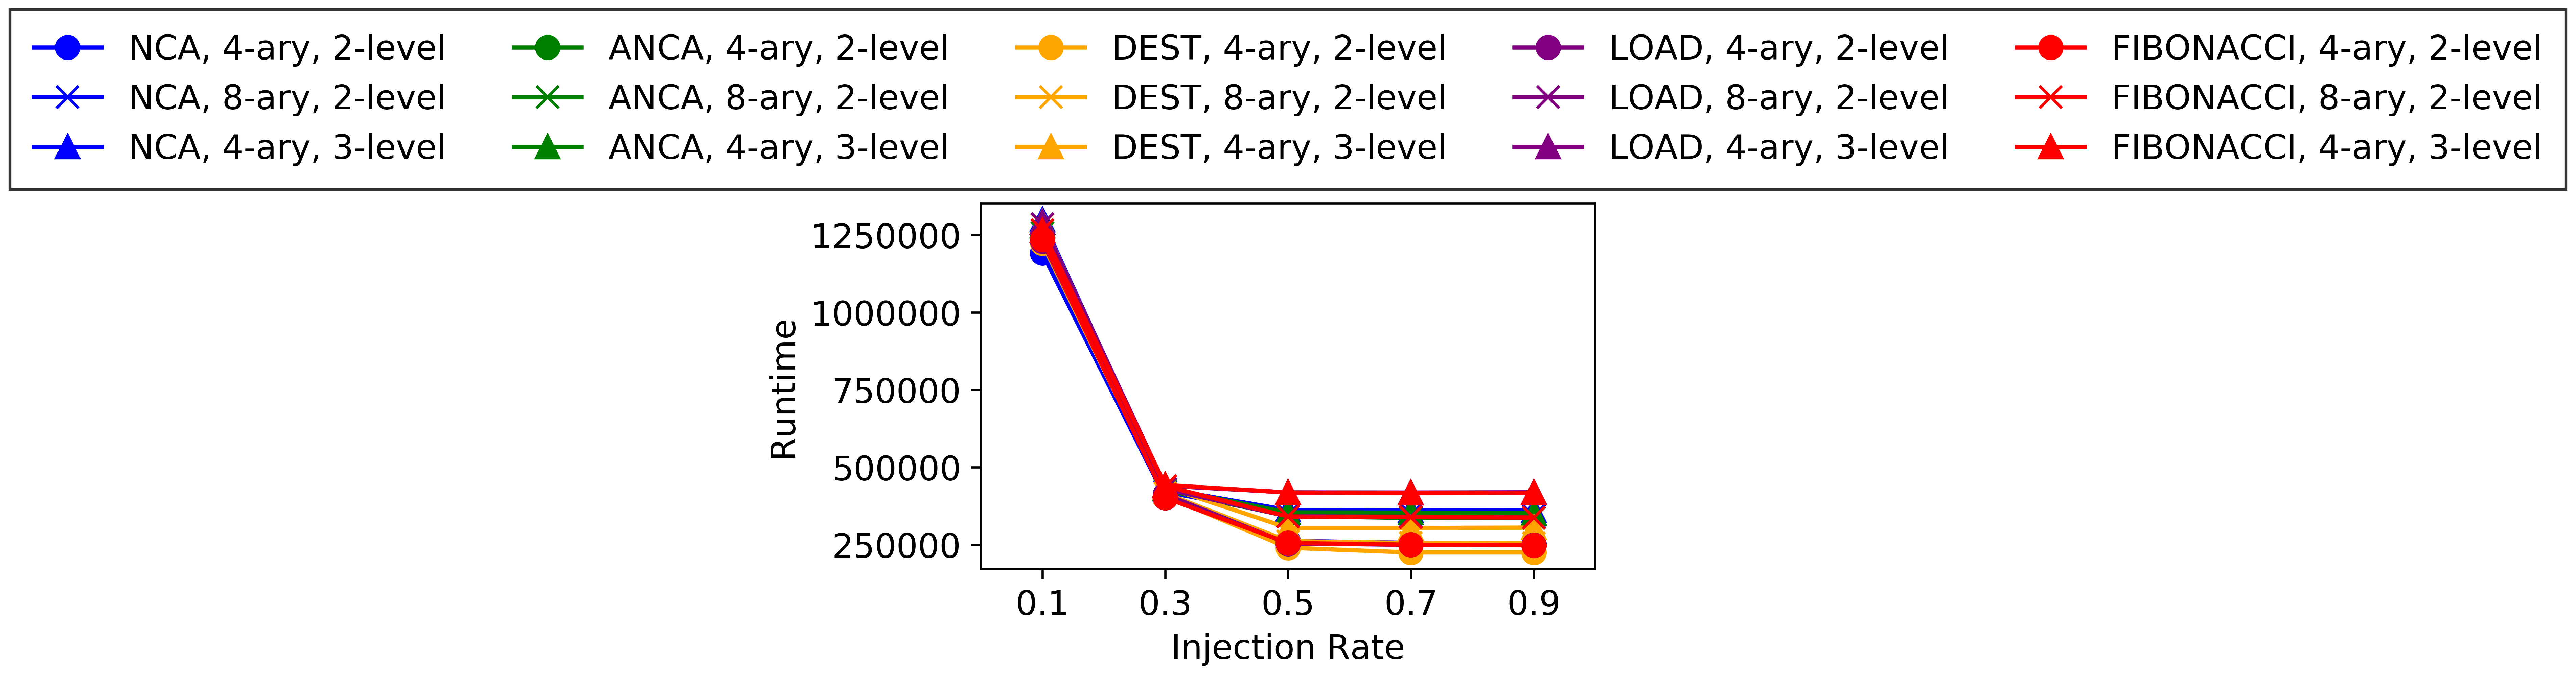 NCA, 4-ary, 2-level
NCA, 8-ary, 2-level
NCA, 4-ary, 3-level
ANCA, 4-ary, 2-level
ANCA, 8-ary, 2-level
ANCA, 4-ary, 3-level
DEST, 4-ary, 2-level
DEST, 8-ary, 2-level
DEST, 4-ary, 3-level
LOAD, 4-ary, 2-level
LOAD, 8-ary, 2-level
LOAD, 4-ary, 3-level
FIBONACCI, 4-ary, 2-level
FIBONACCI, 8-ary, 2-level
FIBONACCI, 4-ary, 3-level
Runtime
1250000
1000000
750000
500000
250000
0.1 0.3 0.5 0.7 0.9
Injection Rate